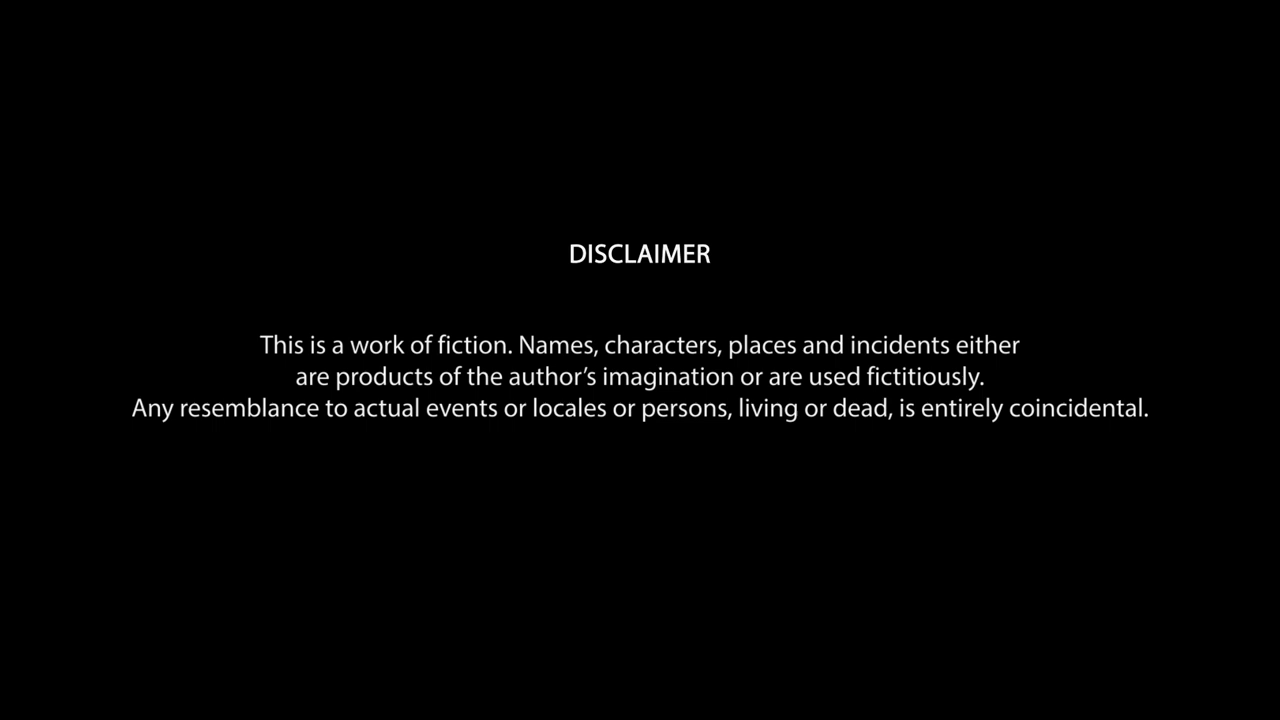 DISCLAIMER
This is a work of fiction. Names, characters, places and incidents either
are products of the author’s imagination or are used fictitiously.
Any resemblance to actual events or locales or persons, living or dead, is entirely coincidental.